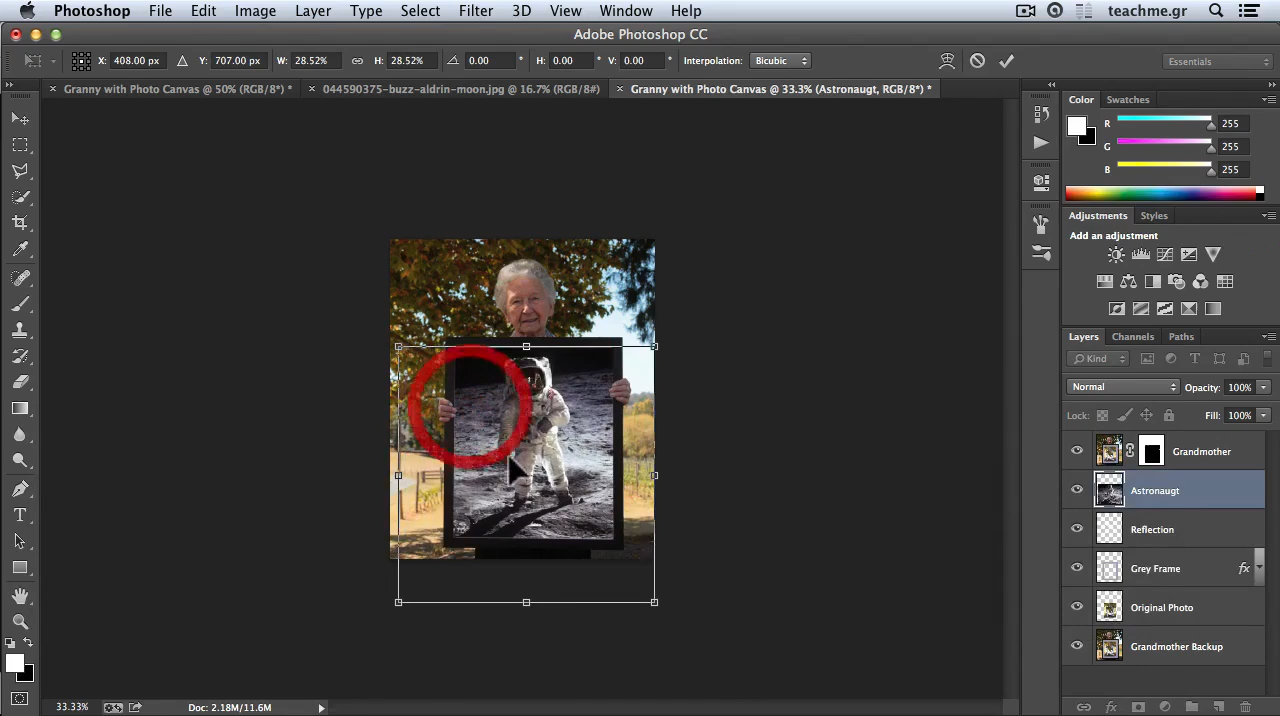 Photoshop File Edit Image Layer Type Select Filter 3D View Window Help teachme.gr
Adobe Photoshop CC
X: 408.00 px Y: 707.00 px W: 28.52% H: 28.52% 0.00 ° H: 0.00 ° V: 0.00 ° Interpolation: Bicubic Essentials
Granny with Photo Canvas @ 50% (RGB/8*) * 044590375-buzz-aldrin-moon.jpg @ 16.7% (RGB/8#) Granny with Photo Canvas @ 33.3% (Astronaugt, RGB/8*) *
Color Swatches
R 255
G 255
B 255
Adjustments Styles
Add an adjustment
Layers Channels Paths
Kind
Normal Opacity: 100%
Lock: Fill: 100%
Grandmother
Astronaugt
Reflection
Grey Frame fx
Original Photo
Grandmother Backup
33.33% Doc: 2.18M/11.6M
fx